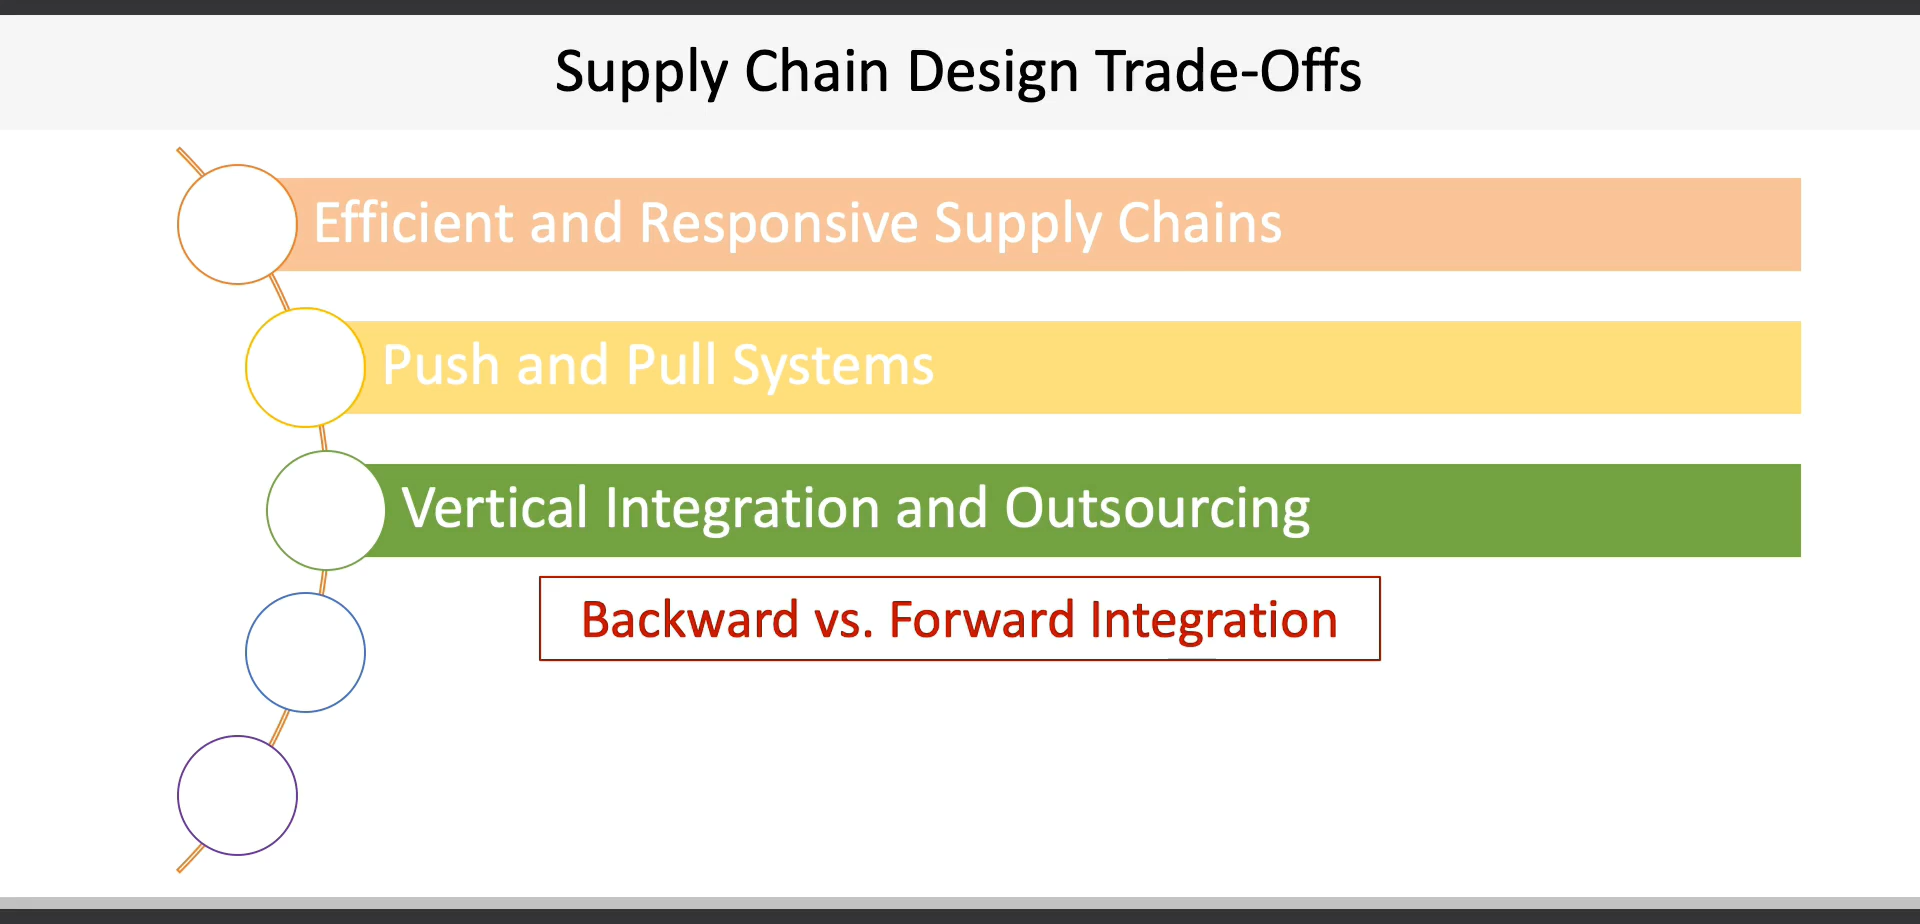 Supply Chain Design Trade-Offs
Efficient and Responsive Supply Chains
Push and Pull Systems
Vertical Integration and Outsourcing
Backward vs. Forward Integration